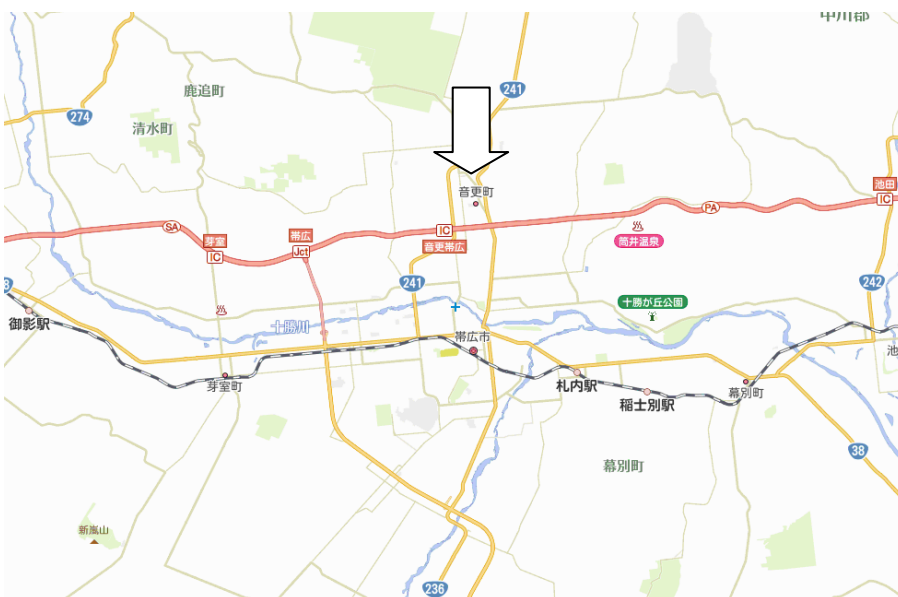 中川郡
241
鹿追町
274
清水町
音更町
池田
IC
PA
SA
IC
芽室
IC
帯広
Jct
音更帯広
筒井温泉
241
242
十勝が丘公園
十勝川
御影駅
帯広市
芽室町
札内駅
稲士別駅
幕別町
幕別町
38
新嵐山
236